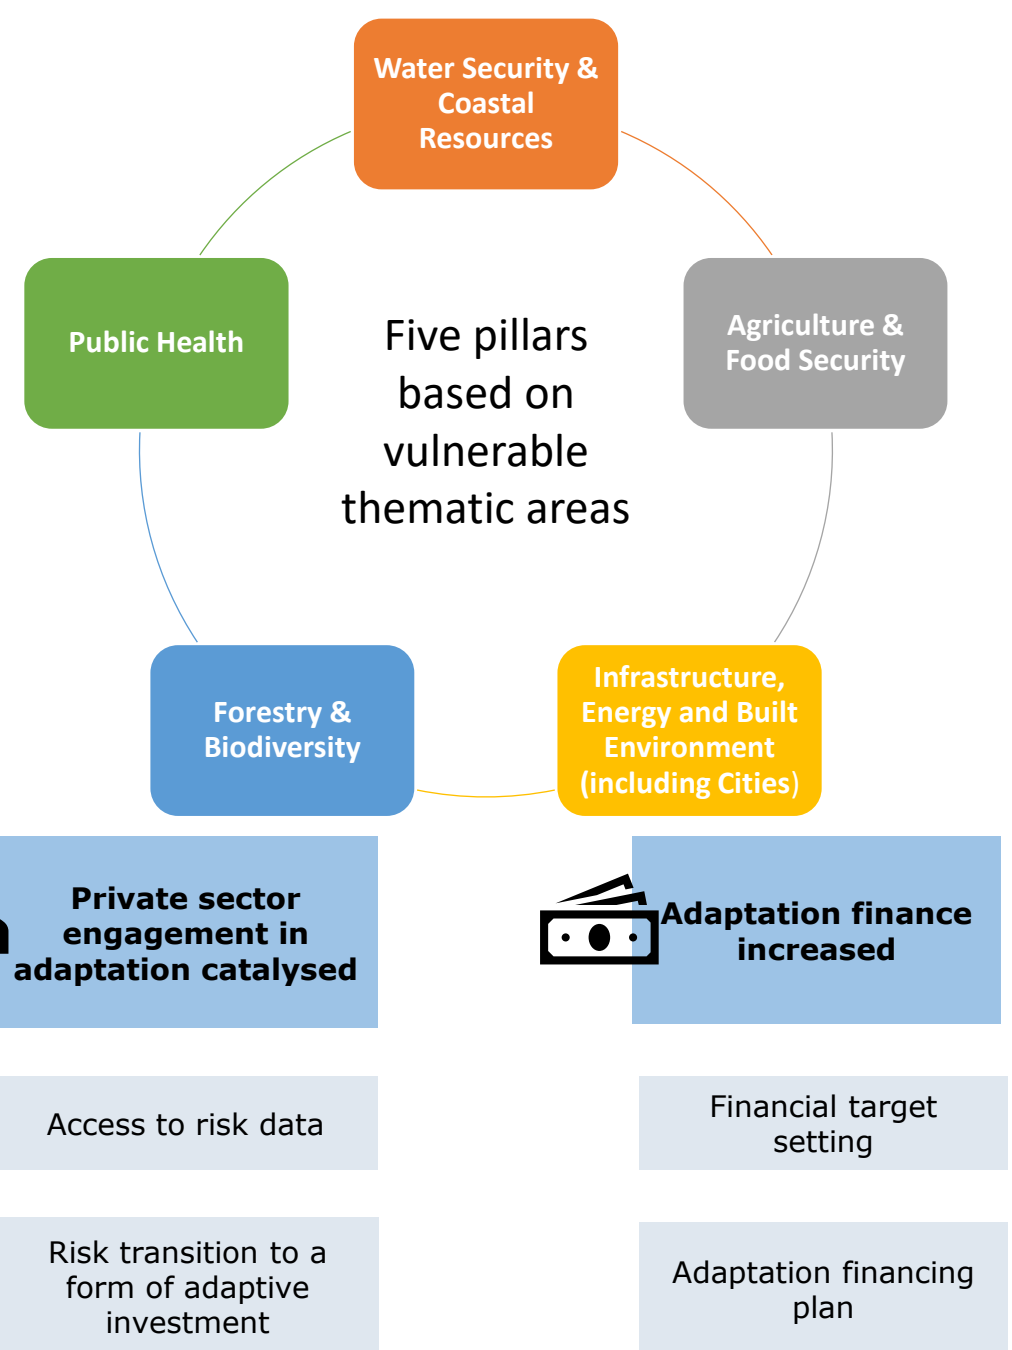 Water Security &
Coastal
Resources
Public Health
Five pillars
based on
vulnerable
thematic areas
Agriculture &
Food Security
Forestry &
Biodiversity
Infrastructure,
Energy and Built
Environment
(including Cities)
Private sector
engagement in
adaptation catalysed
Adaptation finance
increased
Access to risk data
Financial target
setting
Risk transition to a
form of adaptive
investment
Adaptation financing
plan